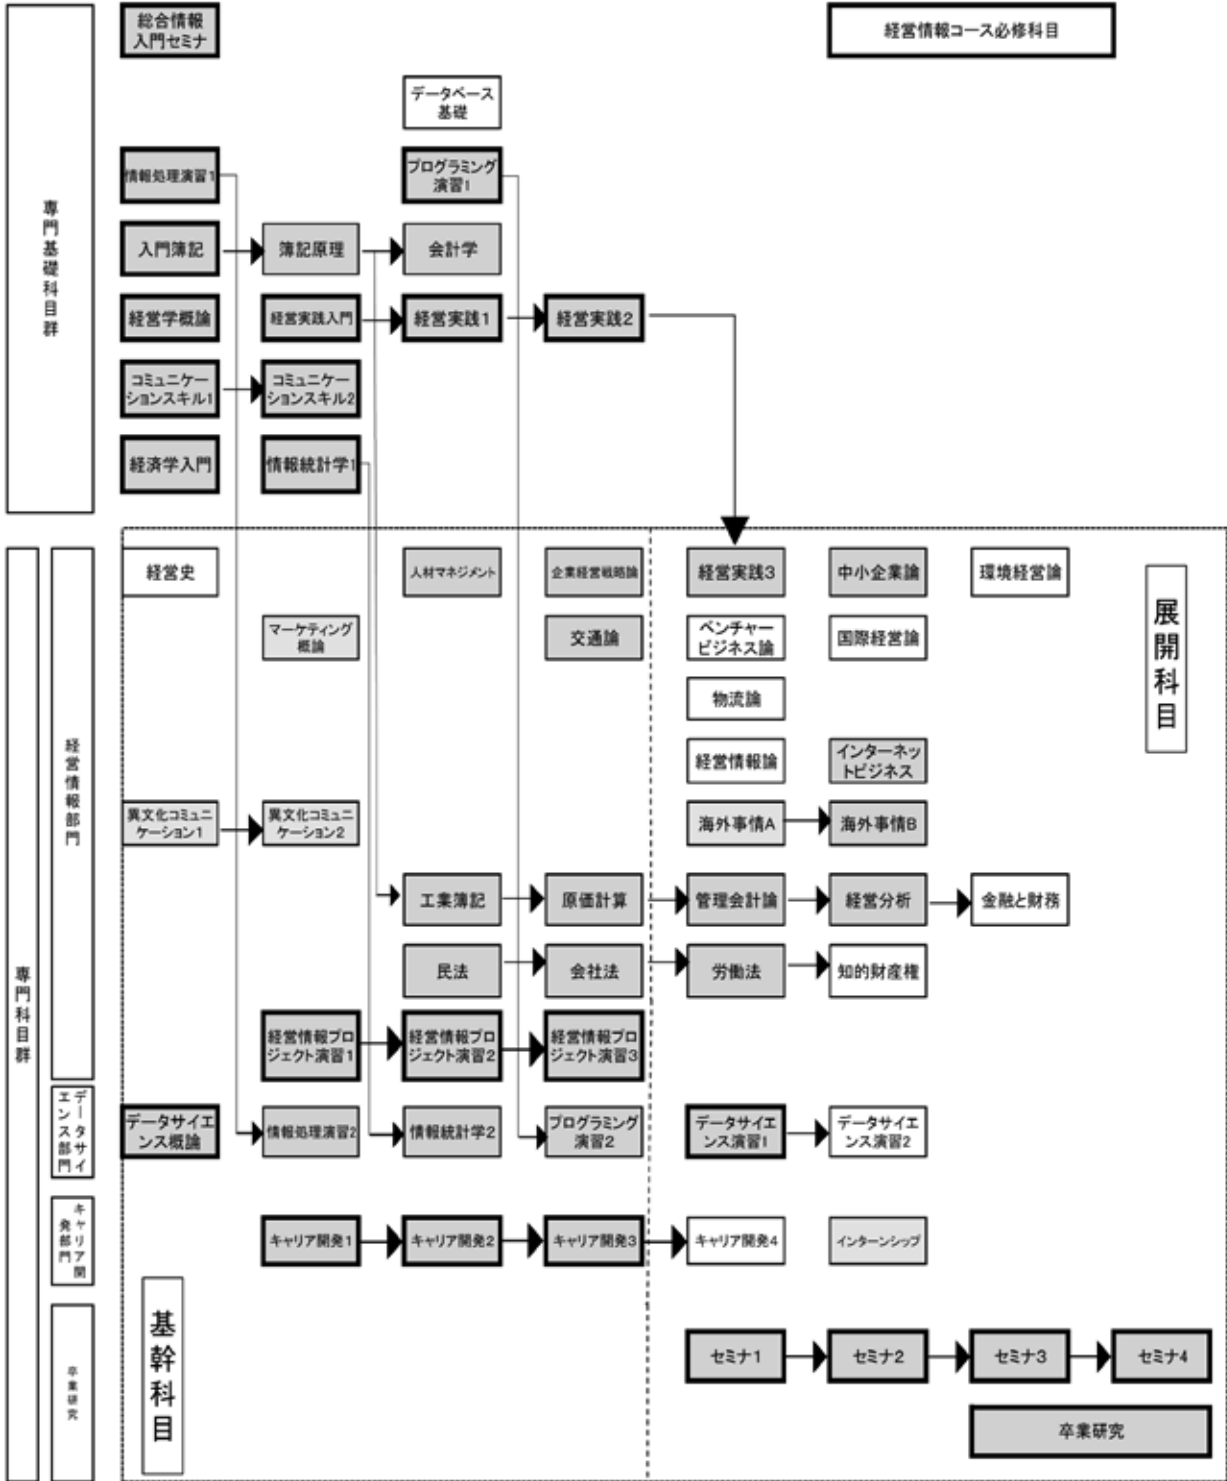 総合情報
入門セミナ
経営情報コース必修科目
データベース
基礎
専門基礎科目群
情報処理演習1
プログラミング
演習1
入門簿記
簿記原理
会計学
経営学概論
経営実践入門
経営実践1
経営実践2
コミュニケー
ションスキル1
コミュニケー
ションスキル2
経済学入門
情報統計学1
専門科目群
経営情報部門
経営史
人材マネジメント
企業経営戦略論
経営実践3
中小企業論
環境経営論
展開科目
マーケティング
概論
交通論
ベンチャー
ビジネス論
国際経営論
物流論
経営情報論
インターネッ
トビジネス
異文化コミュニ
ケーション1
異文化コミュニ
ケーション2
海外事情A
海外事情B
工業簿記
原価計算
管理会計論
経営分析
金融と財務
民法
会社法
労働法
知的財産権
経営情報プロ
ジェクト演習1
経営情報プロ
ジェクト演習2
経営情報プロ
ジェクト演習3
データサイ
エンス部門
データサイエ
ンス概論
情報処理演習2
情報統計学2
プログラミング
演習2
データサイエ
ンス演習1
データサイエ
ンス演習2
キャリア開
発部門
キャリア開発1
キャリア開発2
キャリア開発3
キャリア開発4
インターンシップ
基幹科目
卒業研究
セミナ1
セミナ2
セミナ3
セミナ4
卒業研究